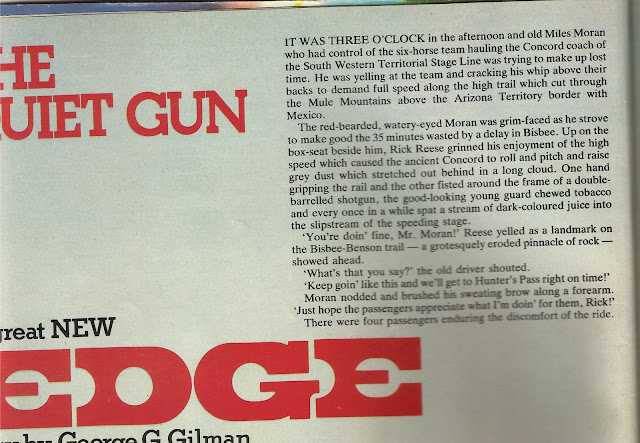 HE
UIET GUN
IT WAS THREE O'CLOCK in the afternoon and old Miles Moran
who had control of the six-horse team hauling the Concord coach of
the South Western Territorial Stage Line was trying to make up lost
time. He was yelling at the team and cracking his whip above their
backs to demand full speed along the high trail which cut through
the Mule Mountains above the Arizona Territory border with
Mexico.
The red-bearded, watery-eyed Moran was grim-faced as he strove
to make good the 35 minutes wasted by a delay in Bisbee. Up on the
box-seat beside him, Rick Reese grinned his enjoyment of the high
speed which caused the ancient Concord to roll and pitch and raise
grey dust which stretched out behind in a long cloud. One hand
gripping the rail and the other fisted around the frame of a double-
barrelled shotgun, the good-looking young guard chewed tobacco
and every once in a while spat a stream of dark-coloured juice into
the slipstream of the speeding stage.
'You're doin' fine, Mr. Moran!' Reese yelled as a landmark on
the Bisbee-Benson trail — a grotesquely eroded pinnacle of rock —
showed ahead.
'What's that you say?' the old driver shouted.
'Keep goin' like this and we'll get to Hunter's Pass right on time!'
Moran nodded and brushed his sweating brow along a forearm.
'Just hope the passengers appreciate what I'm doin' for them, Rick!'
There were four passengers enduring the discomfort of the ride.
great NEW
EDGE
by George G Gilman